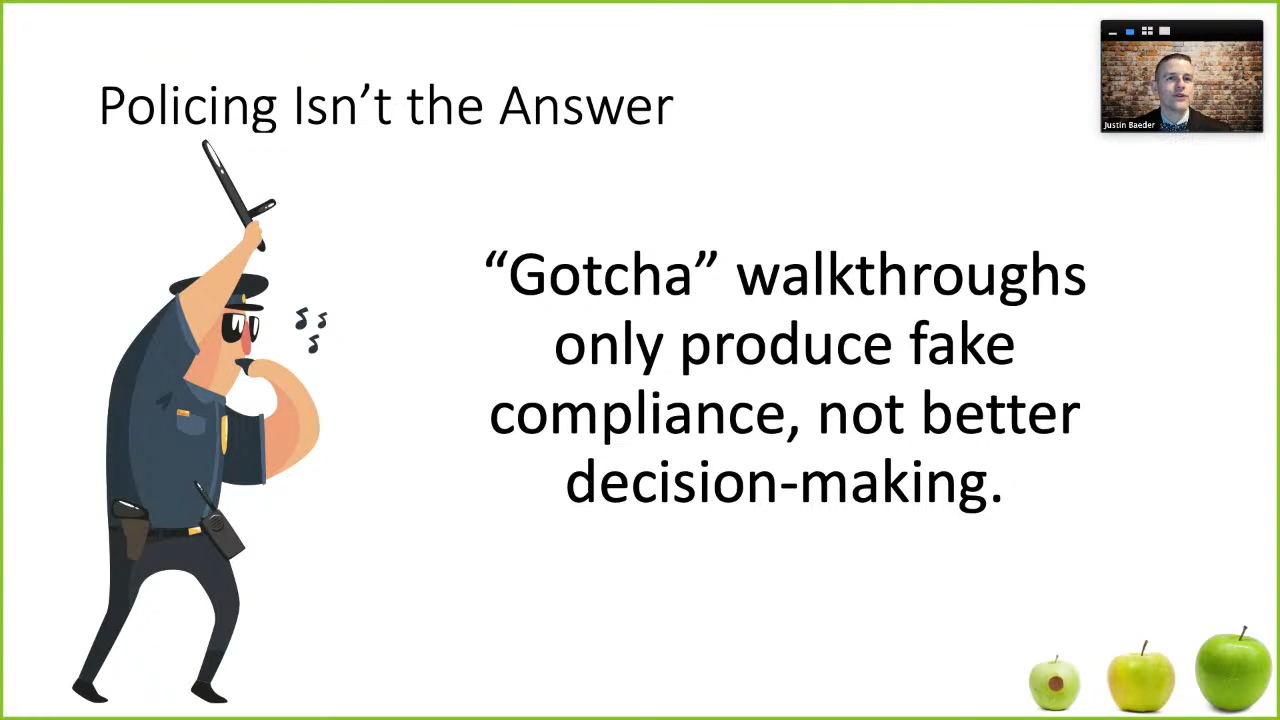 Policing Isn’t the Answer
Justin Baeder
“Gotcha” walkthroughs
only produce fake
compliance, not better
decision-making.